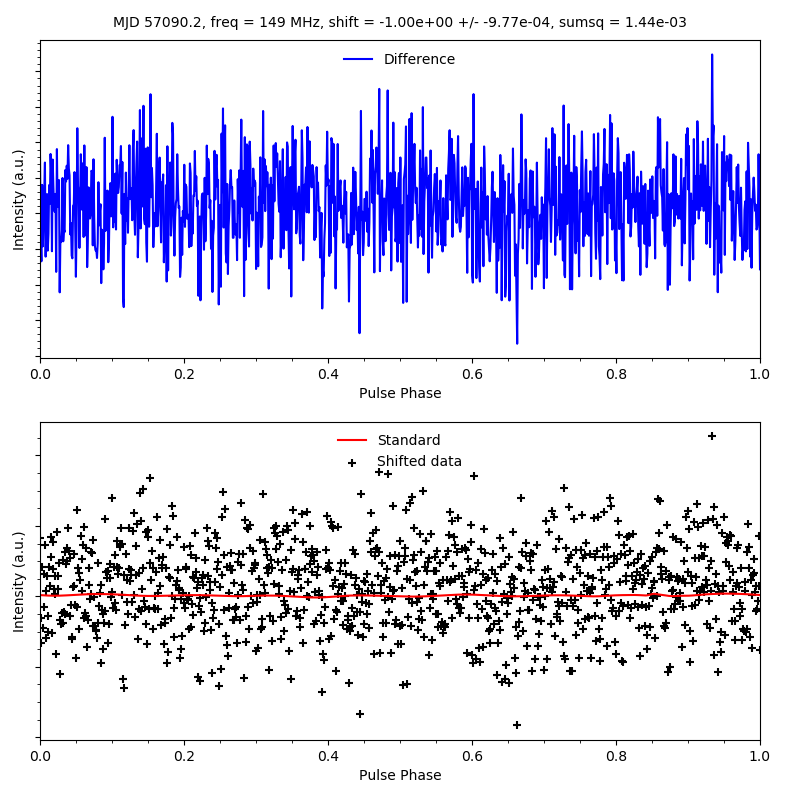 MJD 57090.2, freq = 149 MHz, shift = -1.00e+00 +/- -9.77e-04, sumsq = 1.44e-03
Difference
Intensity (a.u.)
0.0 0.2 0.4 0.6 0.8 1.0
Pulse Phase
Standard
Shifted data
Intensity (a.u.)
0.0 0.2 0.4 0.6 0.8 1.0
Pulse Phase